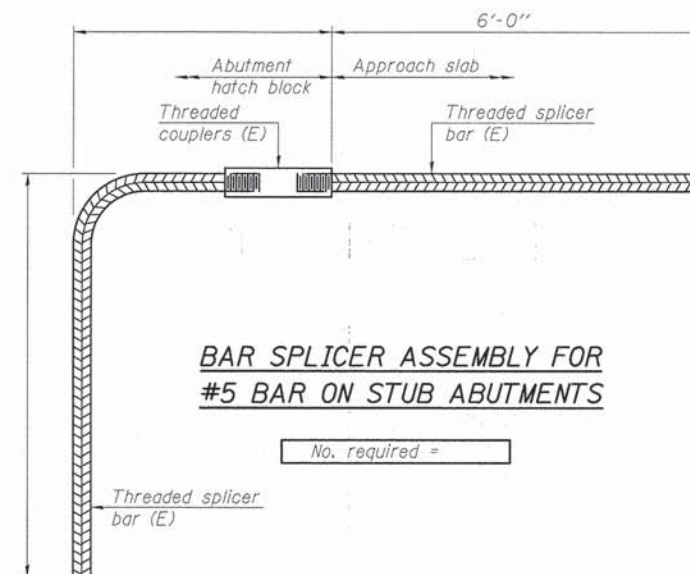 6'-0"
Abutment
hatch block
Approach slab
Threaded
couplers (E)
Threaded splicer
bar (E)
BAR SPLICER ASSEMBLY FOR
#5 BAR ON STUB ABUTMENTS
No. required =
Threaded splicer
bar (E)